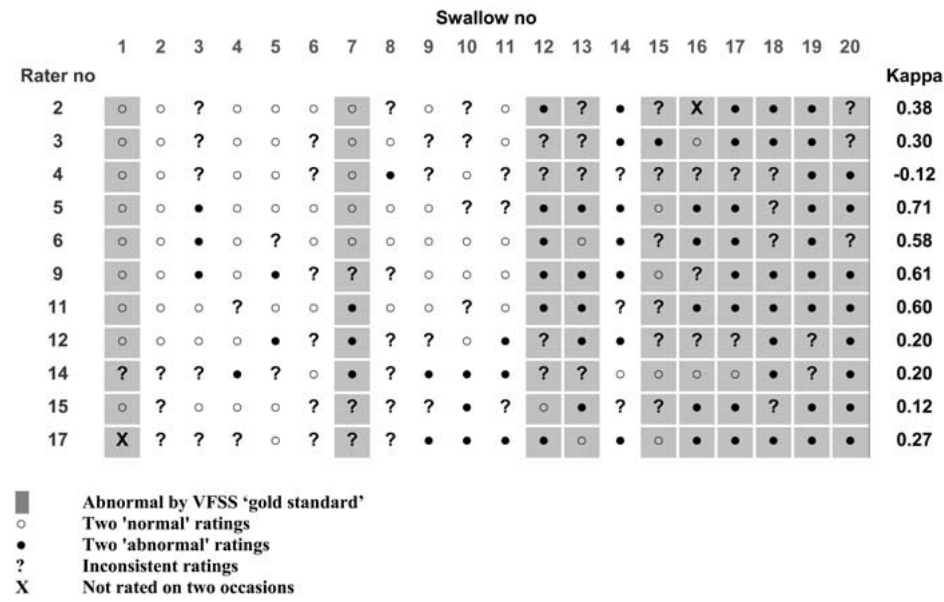 Swallow no
1 2 3 4 5 6 7 8 9 10 11 12 13 14 15 16 17 18 19 20
Rater no Kappa
2 ○ ○ ? ○ ○ ○ ○ ? ○ ? ○ ● ? ● ? X ● ● ● ? 0.38
3 ○ ○ ? ○ ○ ? ○ ○ ? ? ○ ? ? ● ● ○ ● ● ● ? 0.30
4 ○ ○ ? ○ ○ ? ○ ● ? ○ ? ? ? ? ? ? ? ? ● ● -0.12
5 ○ ○ ● ○ ○ ○ ○ ○ ○ ? ? ● ● ● ○ ● ● ? ● ● 0.71
6 ○ ○ ● ○ ? ○ ○ ○ ○ ○ ○ ● ○ ● ? ● ● ? ● ? 0.58
9 ○ ○ ● ○ ● ? ? ? ○ ○ ○ ● ● ● ○ ? ● ● ● ● 0.61
11 ○ ○ ○ ? ○ ○ ● ○ ○ ? ○ ● ● ? ? ● ● ● ● ● 0.60
12 ○ ○ ○ ○ ● ? ● ? ? ○ ● ? ● ● ? ? ? ● ? ● 0.20
14 ? ? ? ● ? ○ ● ? ● ● ● ? ? ○ ○ ○ ○ ● ? ● 0.20
15 ○ ? ○ ○ ○ ? ? ? ? ● ? ○ ● ? ? ● ● ? ● ● 0.12
17 X ? ? ? ○ ? ? ? ● ● ● ● ○ ● ○ ● ● ● ● ● 0.27
Abnormal by VFSS ‘gold standard’
○ Two 'normal' ratings
● Two 'abnormal' ratings
? Inconsistent ratings
X Not rated on two occasions